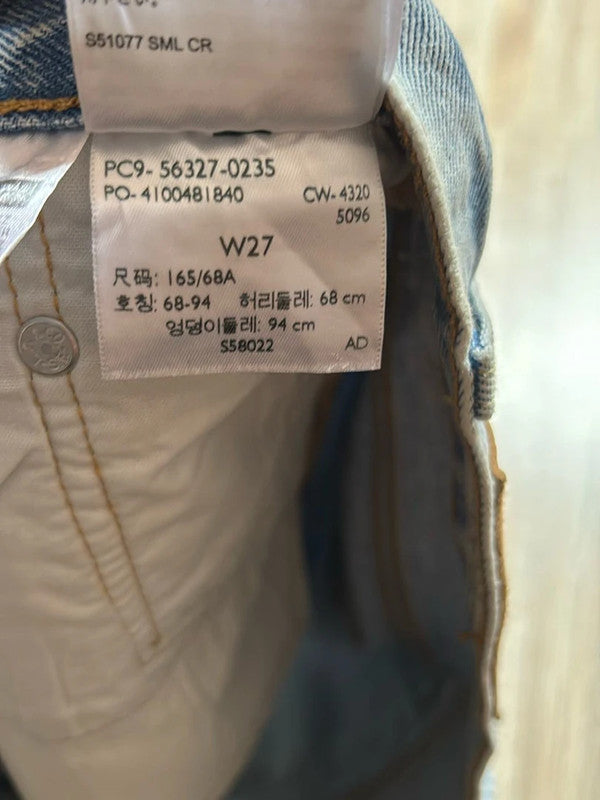 S51077 SML CR
PC9- 56327-0235
PO- 4100481840 CW- 4320
5096
W27
尺码: 165/68A
호칭: 68-94 허리둘레: 68 cm
엉덩이둘레: 94 cm
S58022 AD